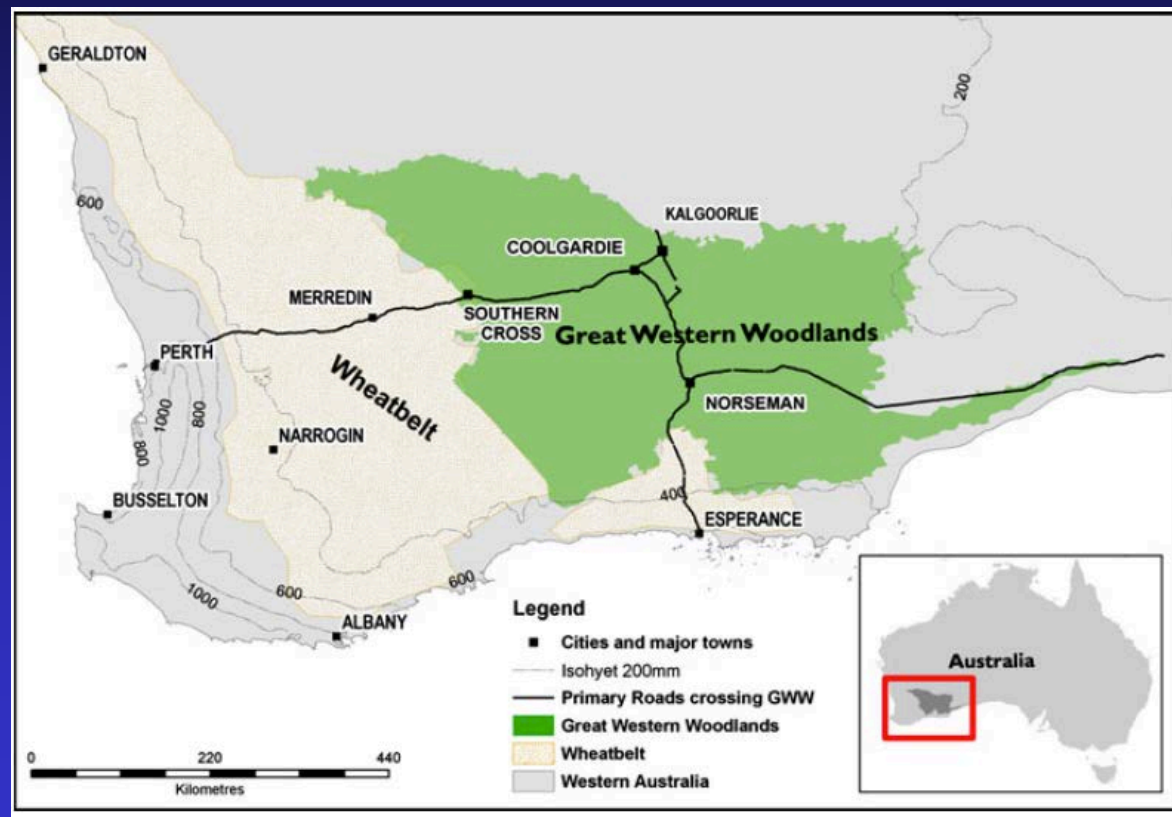 GERALDTON
200
600
KALGOORLIE
COOLGARDIE
MERREDIN
SOUTHERN
CROSS
Great Western Woodlands
PERTH
Wheatbelt
NORSEMAN
1000
800
800
NARROGIN
BUSSELTON
400
ESPERANCE
600
600
1000
ALBANY
Legend
Cities and major towns
Isohyet 200mm
Primary Roads crossing GWW
Great Western Woodlands
Wheatbelt
Western Australia
0 220 440
Kilometres
Australia